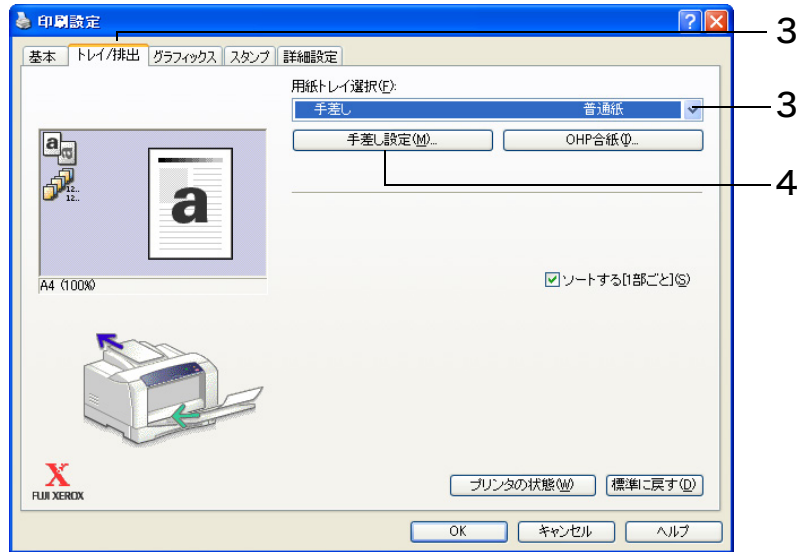 印刷設定
3
基本 トレイ/排出 グラフィックス スタンプ 詳細設定
用紙トレイ選択(F):
手差し 普通紙
3
手差し設定(M)... OHP合紙(I)...
4
a
a
12..
12..
a
ソートする[1部ごと](S)
A4 (100%)
X
FUJI XEROX
プリンタの状態(W) 標準に戻す(D)
OK キャンセル ヘルプ